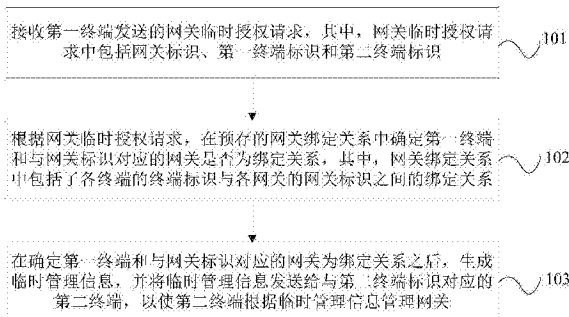 接收第一终端发送的网关临时授权请求，其中，网关临时授权请
求中包括网关标识、第一终端标识和第二终端标识
101
根据网关临时授权请求，在预存的网关绑定关系中确定第一终端
和与网关标识对应的网关是否为绑定关系，其中，网关绑定关系
中包括了各终端的终端标识与各网关的网关标识之间的绑定关系
102
在确定第一终端和与网关标识对应的网关为绑定关系之后，生成
临时管理信息，并将临时管理信息发送给与第二终端标识对应的
第二终端，以使第二终端根据临时管理信息管理网关
103